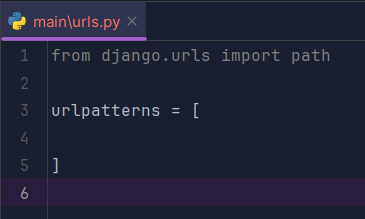 main\urls.py
1 from django.urls import path
2
3 urlpatterns = [
4
5 ]
6